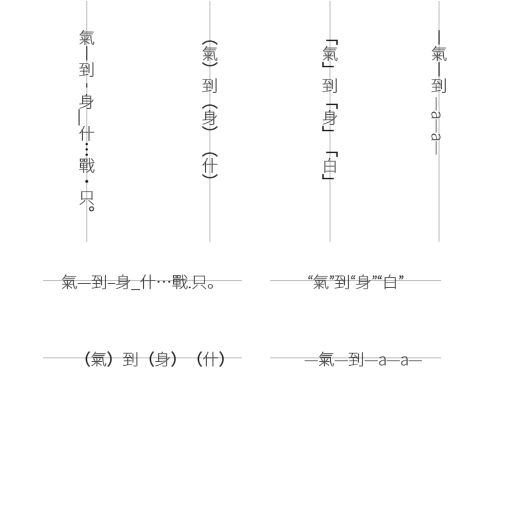 氣—到-身_什…戰·只。
（氣）到（身）（什）
「氣」到「身」「白」
—氣—到—a—a—
氣—到–身_什…戰.只。
“氣”到“身”“白”
（氣）到（身）（什）
—氣—到—a—a—